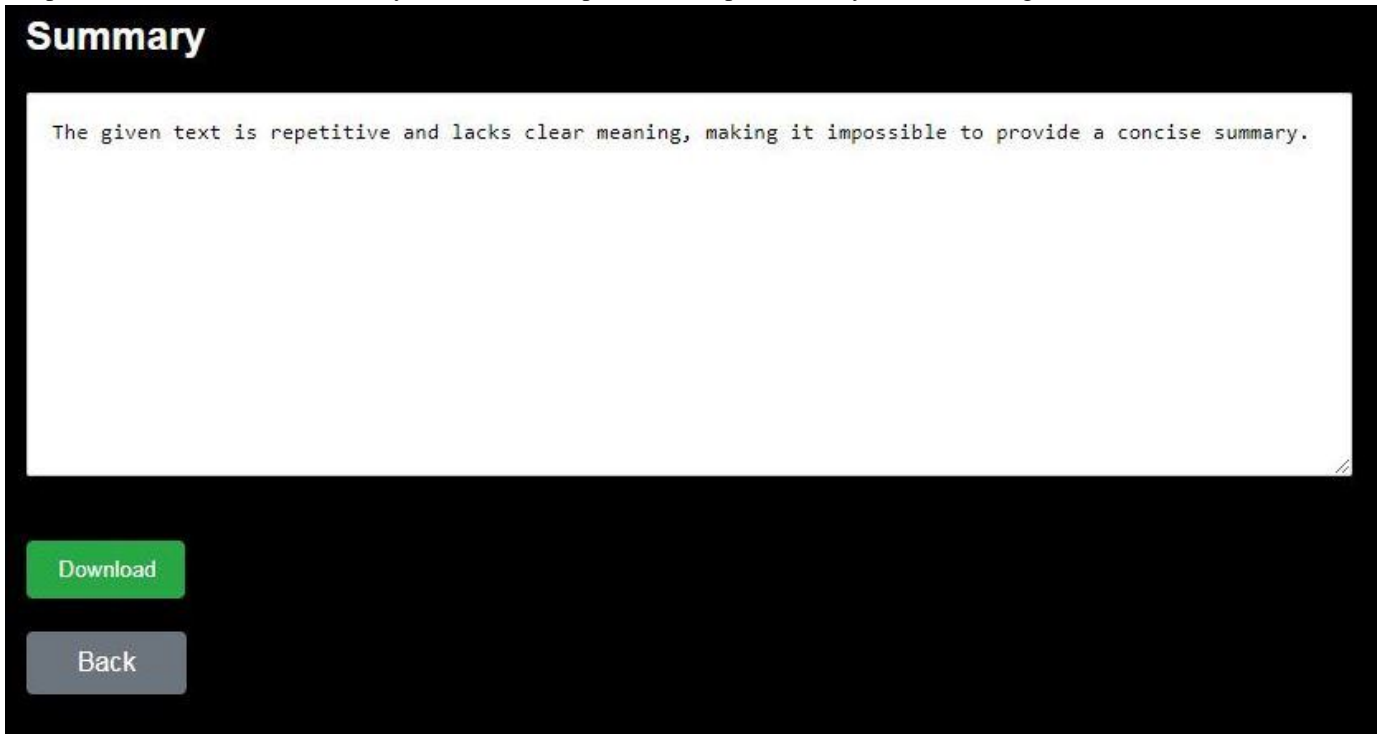 Summary
The given text is repetitive and lacks clear meaning, making it impossible to provide a concise summary.
Download
Back